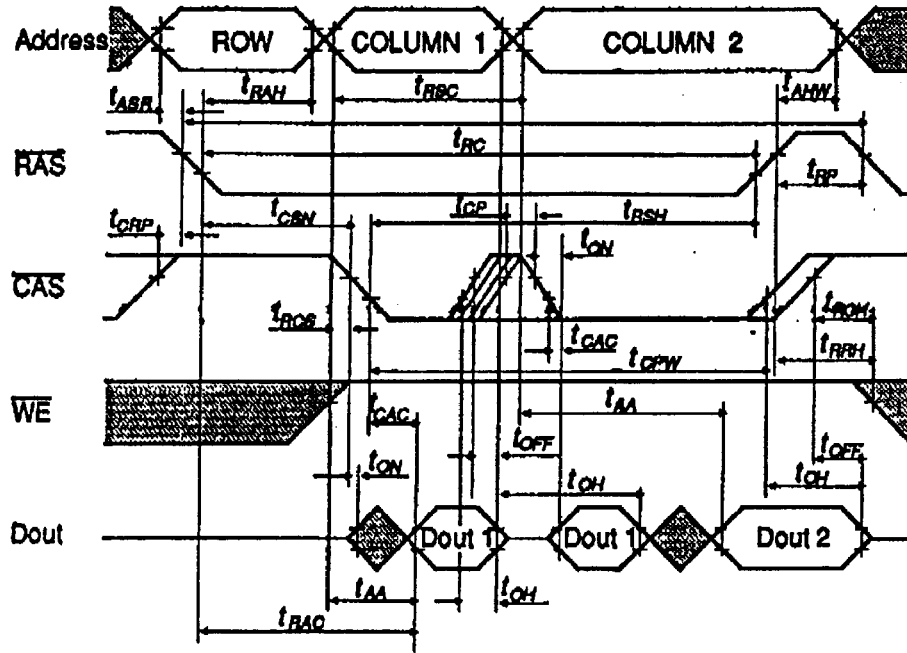 Address ROW COLUMN 1 COLUMN 2
tASR tRAH tRSC tAHW
RAS tRC tRP
tCRP tCSN tCP tRSH
tON
CAS
tRCS tCAC tRCH
tCPW tRRH
WE tCAC tAA
tOFF tOFF
tON tOH tOH
Dout Dout 1 Dout 1 Dout 2
tAA tOH
tRAC